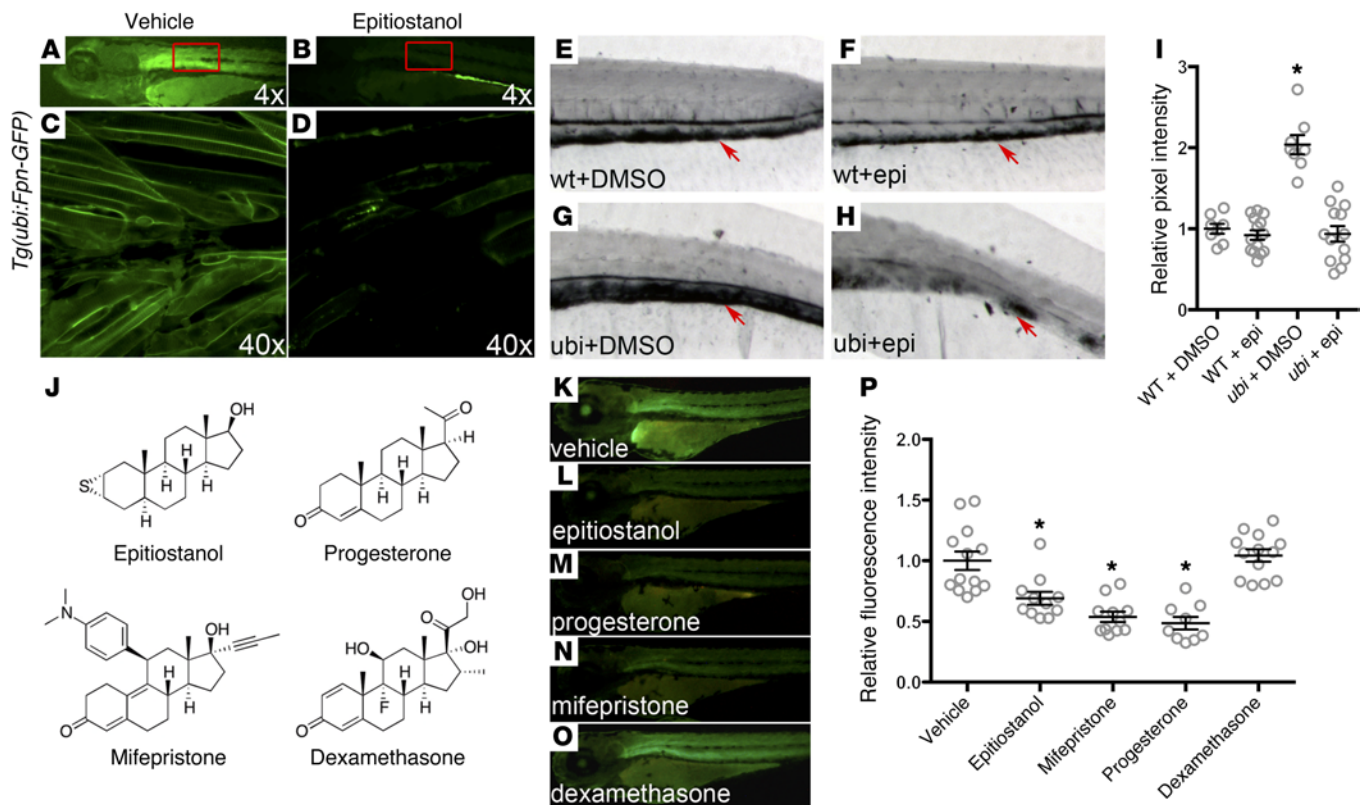 Vehicle
Epitiostanol
A
B
4x
4x
Tg(ubi:Fpn-GFP)
C
D
40x
40x
E
wt+DMSO
F
wt+epi
G
ubi+DMSO
H
ubi+epi
I
Relative pixel intensity
3
2
1
0
*
WT + DMSO
WT + epi
ubi + DMSO
ubi + epi
J
OH
S
H
H
H
H
Epitiostanol
O
H
H
H
H
O
Progesterone
N
OH
H
H
O
Mifepristone
OH
O
HO
OH
F
H
H
O
Dexamethasone
K
vehicle
L
epitiostanol
M
progesterone
N
mifepristone
O
dexamethasone
P
Relative fluorescence intensity
2.0
1.5
1.0
0.5
0.0
*
*
*
Vehicle
Epitiostanol
Mifepristone
Progesterone
Dexamethasone